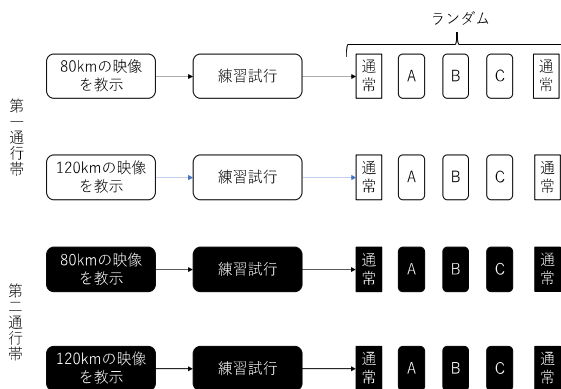 ランダム
80kmの映像
を教示
練習試行
通常
A
B
C
通常
第一通行帯
120kmの映像
を教示
練習試行
通常
A
B
C
通常
80kmの映像
を教示
練習試行
通常
A
B
C
通常
第二通行帯
120kmの映像
を教示
練習試行
通常
A
B
C
通常